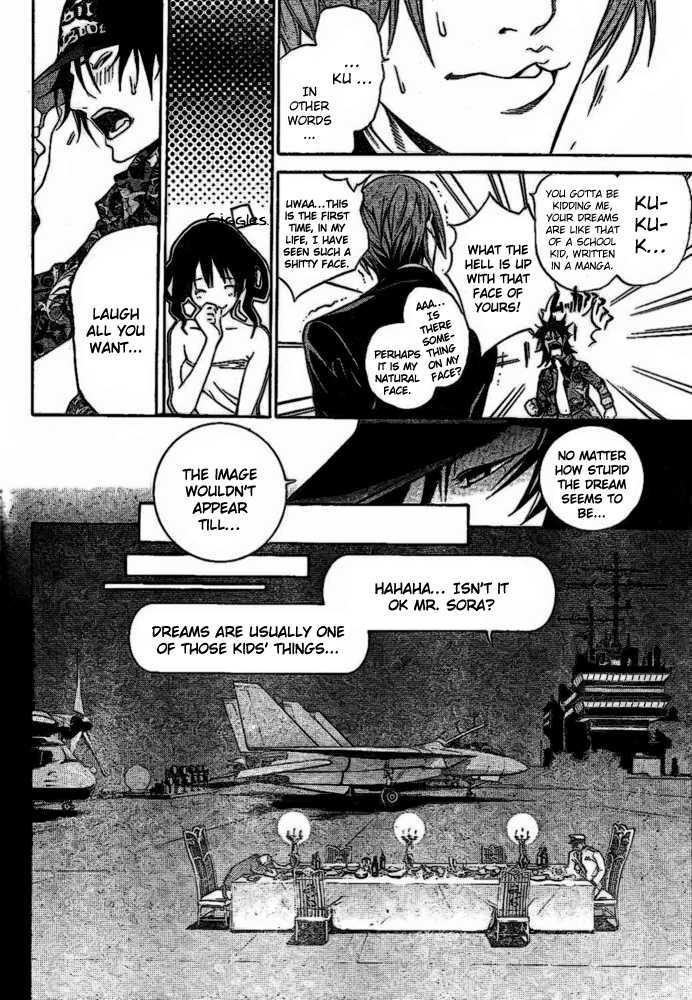 ...
KU ...
IN
OTHER
WORDS
...
KU-
KU-
K...
YOU GOTTA BE
KIDDING ME,
YOUR DREAMS
ARE LIKE THAT
OF A SCHOOL
KID, WRITTEN
IN A MANGA.
WHAT
THE HELL IS UP
WITH THAT
FACE OF
YOURS!
AAA...
IS
THERE
SOME-
THING
ON MY
FACE?
PERHAPS
IT IS MY
NATURAL
FACE.
UWAA...THIS
IS THE FIRST
TIME, IN MY
LIFE, I HAVE
SEEN SUCH A
SHITTY FACE.
Giggles
LAUGH
ALL YOU
WANT...
NO MATTER
HOW STUPID
THE DREAM
SEEMS TO
BE...
THE IMAGE
WOULDN'T
APPEAR
TILL...
HAHAHA... ISN'T IT
OK MR. SORA?
DREAMS ARE USUALLY ONE
OF THOSE KIDS' THINGS...